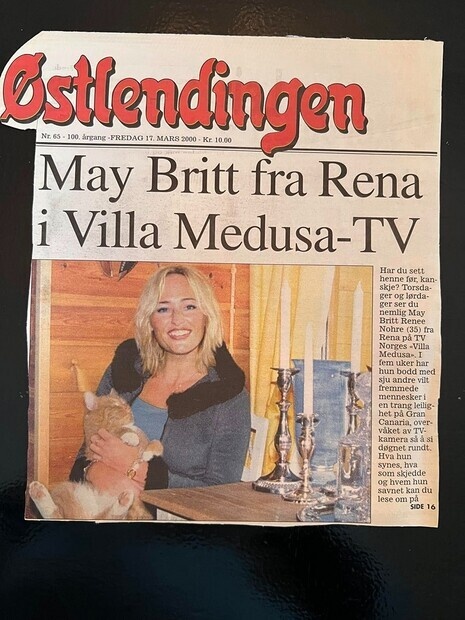 Østlendingen
Nr. 65 - 100. årgang -FREDAG 17. MARS 2000 - Kr. 10.00
May Britt fra Rena
i Villa Medusa-TV
Har du sett
henne før, kan-
skje? Torsda-
ger og lørda-
ger ser du
nemlig May
Britt Renee
Nohre (35) fra
Rena på TV
Norges «Villa
Medusa». I
fem uker har
hun bodd med
sju andre vilt
fremmede
mennesker i
en trang leilig-
het på Gran
Canaria, over-
våket av TV-
kamera så å si
døgnet rundt.
Hva hun
synes, hva
som skjedde
og hvem hun
savnet kan du
lese om på
SIDE 16